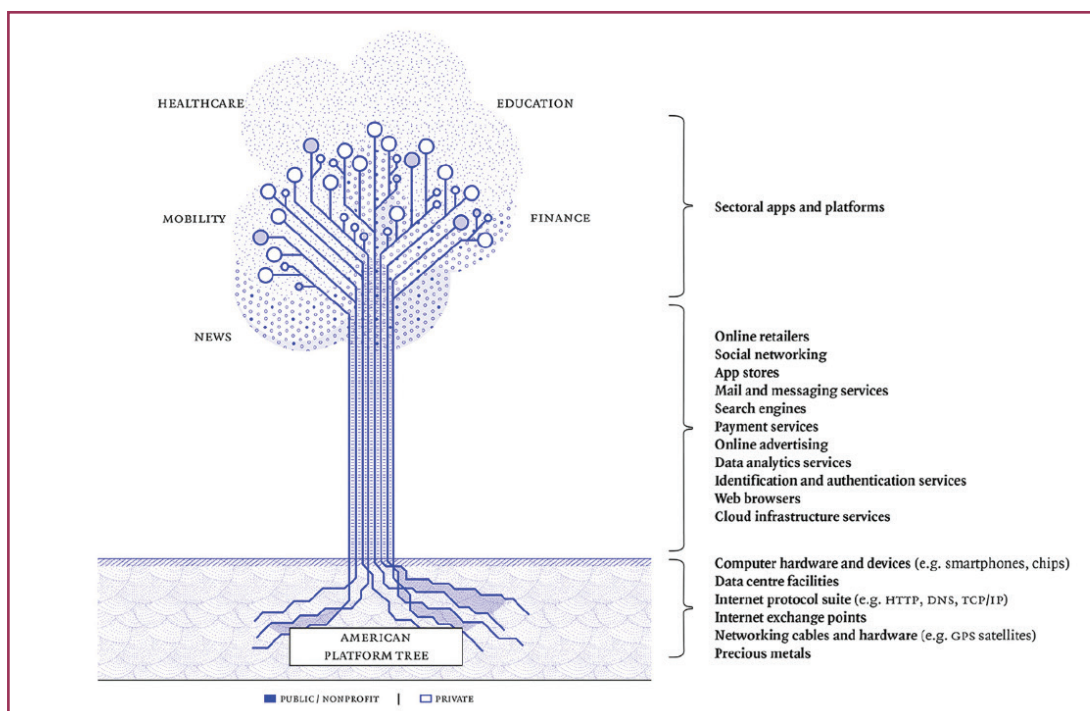 HEALTHCARE
EDUCATION
MOBILITY
FINANCE
NEWS
Sectoral apps and platforms
Online retailers
Social networking
App stores
Mail and messaging services
Search engines
Payment services
Online advertising
Data analytics services
Identification and authentication services
Web browsers
Cloud infrastructure services
Computer hardware and devices (e.g. smartphones, chips)
Data centre facilities
Internet protocol suite (e.g. HTTP, DNS, TCP/IP)
Internet exchange points
Networking cables and hardware (e.g. GPS satellites)
Precious metals
AMERICAN
PLATFORM TREE
PUBLIC / NONPROFIT | PRIVATE